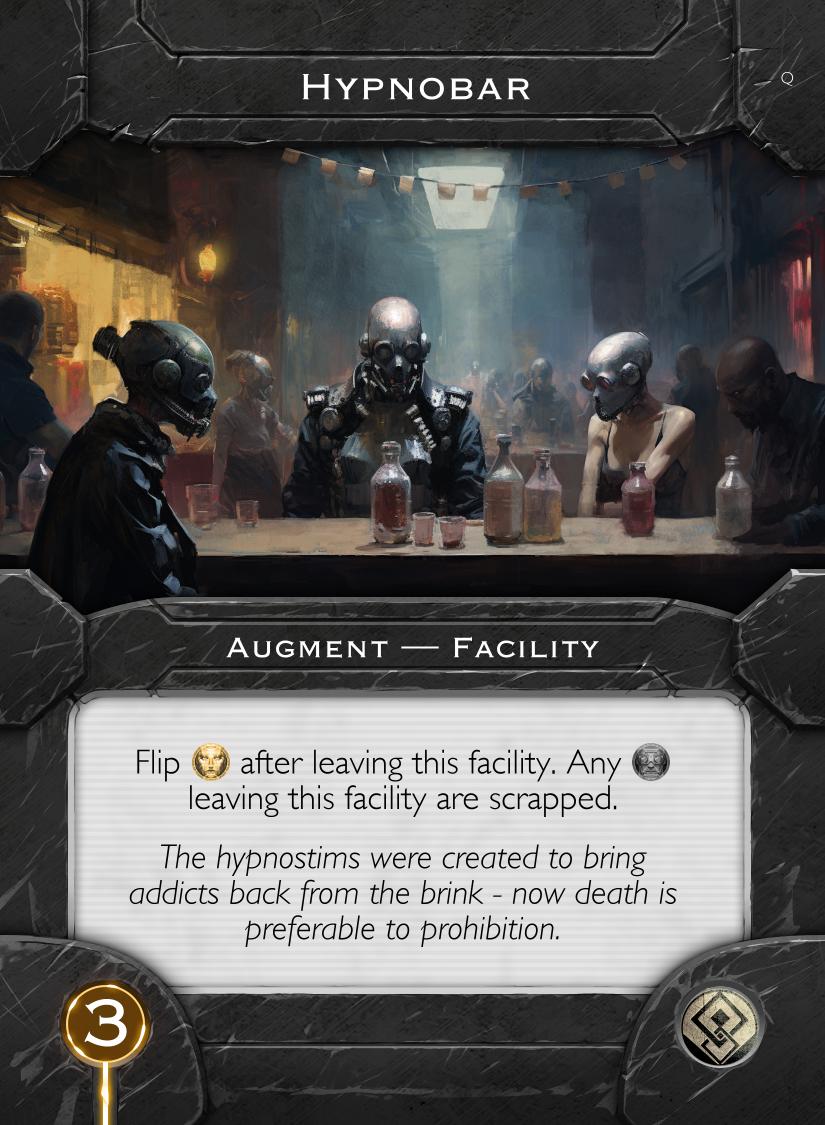 Hypnobar
Q
Augment — Facility
Flip after leaving this facility. Any
leaving this facility are scrapped.
The hypnostims were created to bring
addicts back from the brink - now death is
preferable to prohibition.
3